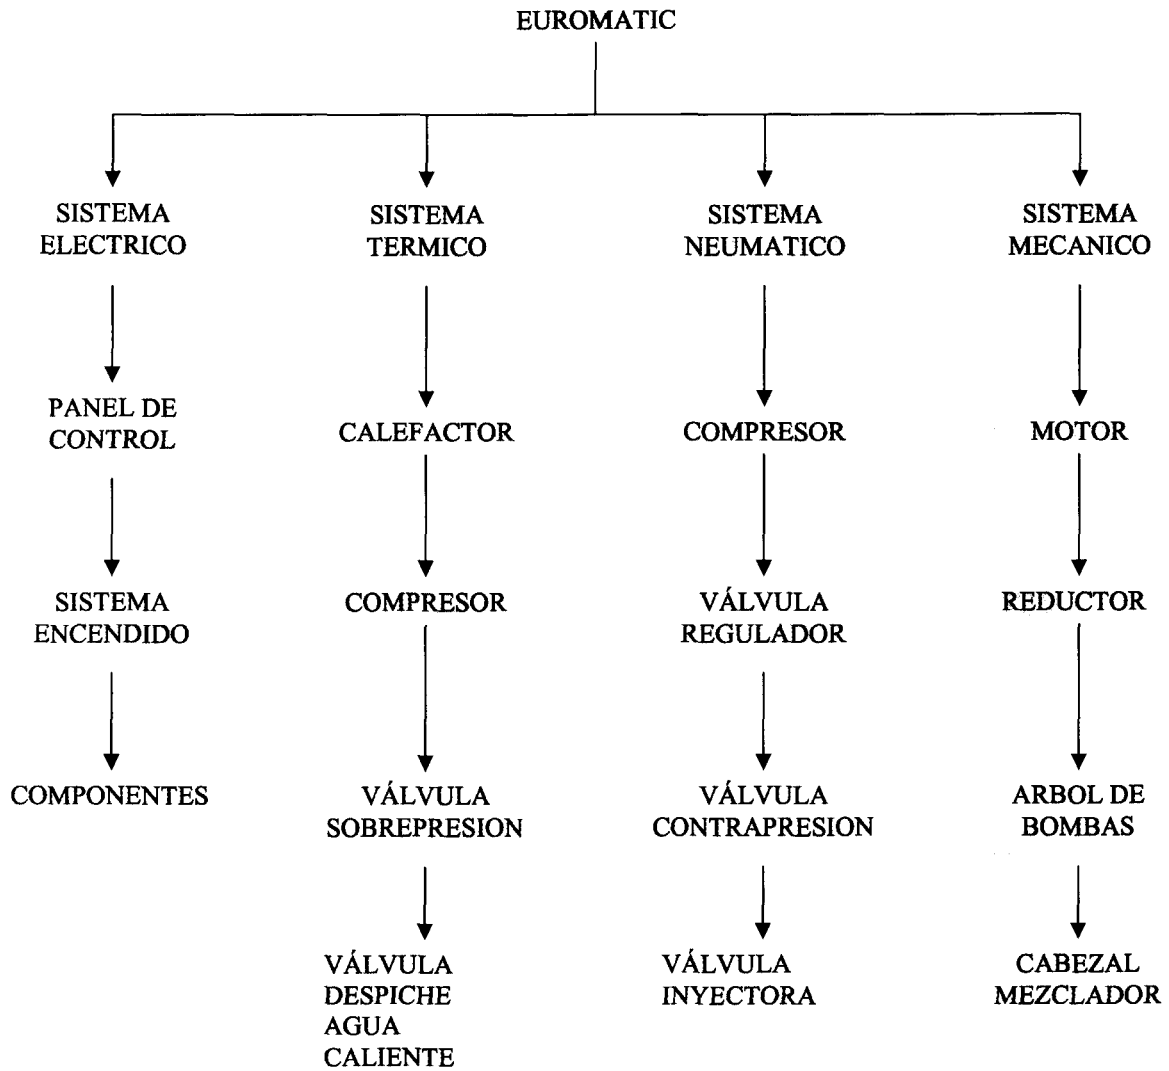 EUROMATIC
SISTEMA
ELECTRICO
SISTEMA
TERMICO
SISTEMA
NEUMATICO
SISTEMA
MECANICO
PANEL DE
CONTROL
CALEFACTOR
COMPRESOR
MOTOR
SISTEMA
ENCENDIDO
COMPRESOR
VÁLVULA
REGULADOR
REDUCTOR
COMPONENTES
VÁLVULA
SOBREPRESION
VÁLVULA
CONTRAPRESION
ARBOL DE
BOMBAS
VÁLVULA
DESPICHE
AGUA
CALIENTE
VÁLVULA
INYECTORA
CABEZAL
MEZCLADOR